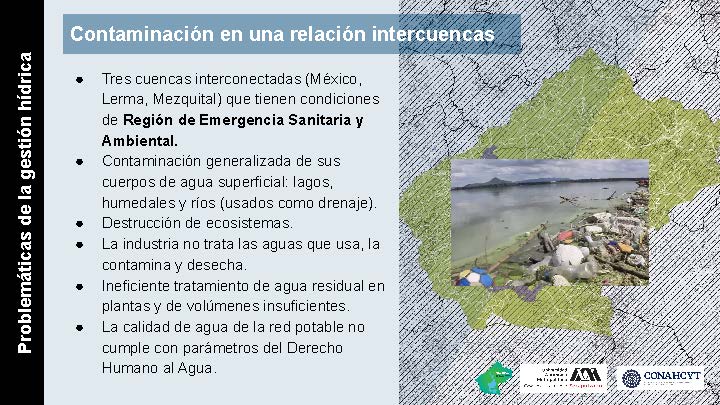 Contaminación en una relación intercuencas
Problemáticas de la gestión hídrica
● Tres cuencas interconectadas (México,
Lerma, Mezquital) que tienen condiciones
de Región de Emergencia Sanitaria y
Ambiental.
● Contaminación generalizada de sus
cuerpos de agua superficial: lagos,
humedales y ríos (usados como drenaje).
● Destrucción de ecosistemas.
● La industria no trata las aguas que usa, la
contamina y desecha.
● Ineficiente tratamiento de agua residual en
plantas y de volúmenes insuficientes.
● La calidad de agua de la red potable no
cumple con parámetros del Derecho
Humano al Agua.
Universidad
Autónoma
Metropolitana
CONAHCYT